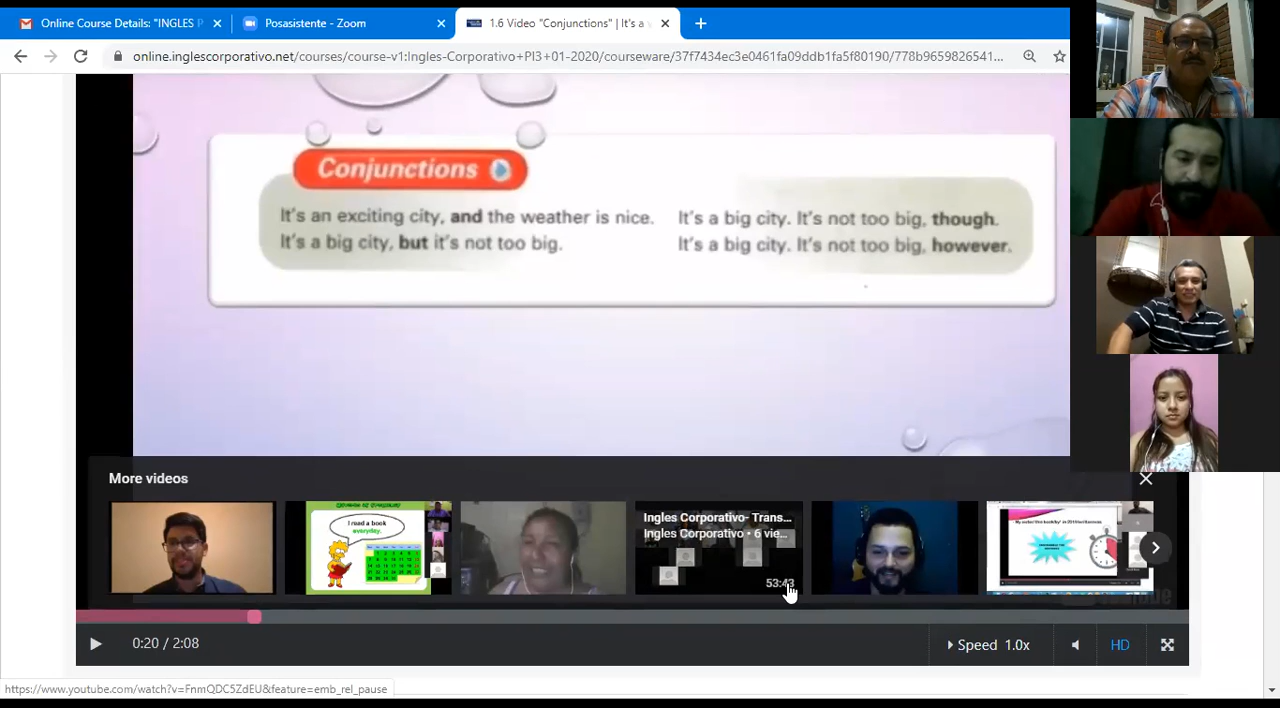 Online Course Details: "INGLES P
Posasistente - Zoom
1.6 Video "Conjunctions" | It's a
online.inglescorporativo.net/courses/course-v1:Ingles-Corporativo+PI3+01-2020/courseware/37f7434ec3e0461fa09ddb1fa5f80190/778b9659826541...
Conjunctions
It's an exciting city, and the weather is nice.
It's a big city, but it's not too big.
It's a big city. It's not too big, though.
It's a big city. It's not too big, however.
More videos
I read a book
everyday.
Ingles Corporativo- Trans...
Ingles Corporativo • 6 vie...
53:43
0:20 / 2:08
Speed 1.0x
HD
https://www.youtube.com/watch?v=FnmQDC5ZdEU&feature=emb_rel_pause